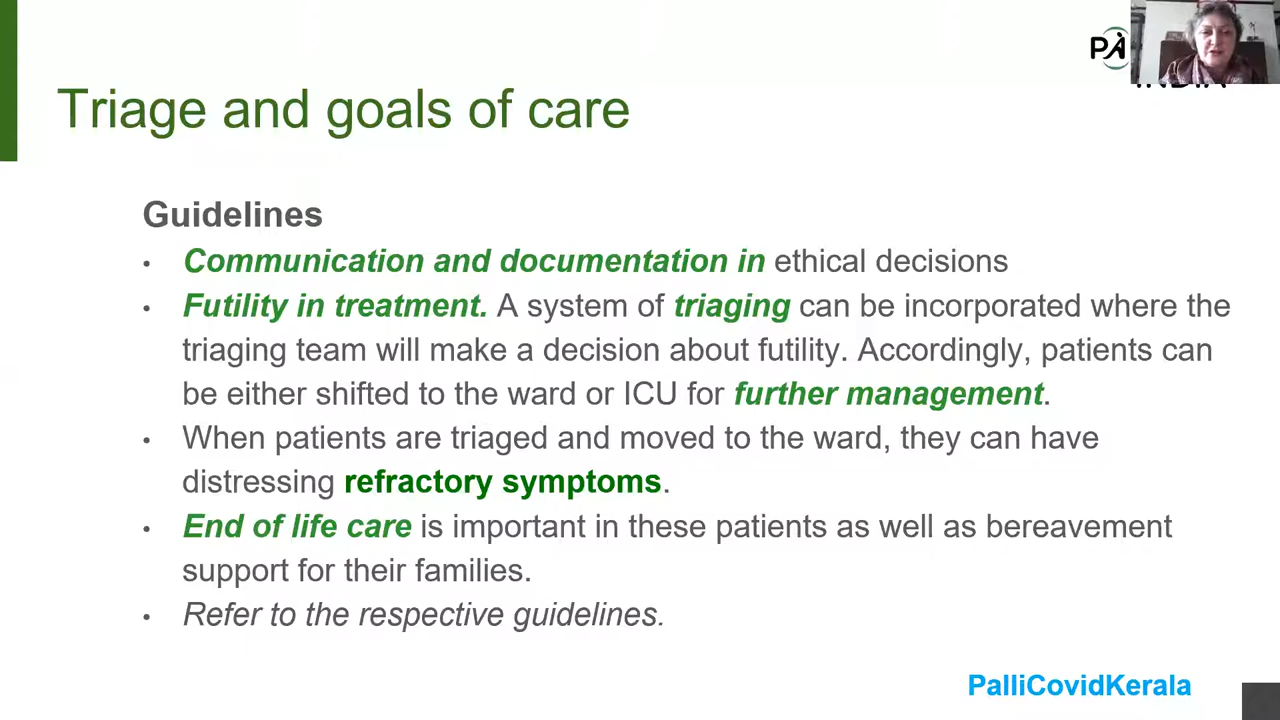 PA
INDIA
Triage and goals of care
Guidelines
• Communication and documentation in ethical decisions
• Futility in treatment. A system of triaging can be incorporated where the
triaging team will make a decision about futility. Accordingly, patients can
be either shifted to the ward or ICU for further management.
• When patients are triaged and moved to the ward, they can have
distressing refractory symptoms.
• End of life care is important in these patients as well as bereavement
support for their families.
• Refer to the respective guidelines.
PalliCovidKerala